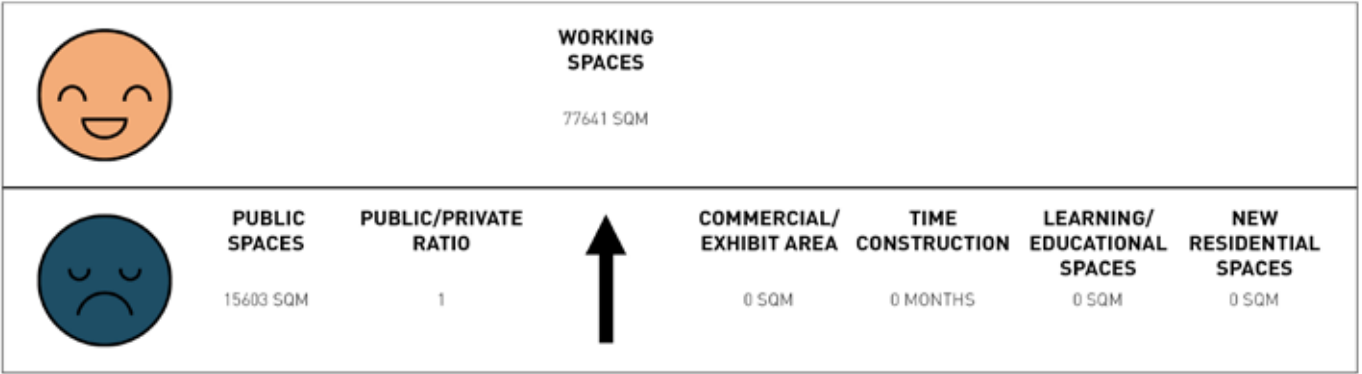 WORKING
SPACES
77641 SQM
PUBLIC
SPACES
15603 SQM
PUBLIC/PRIVATE
RATIO
1
COMMERCIAL/
EXHIBIT AREA
0 SQM
TIME
CONSTRUCTION
0 MONTHS
LEARNING/
EDUCATIONAL
SPACES
0 SQM
NEW
RESIDENTIAL
SPACES
0 SQM